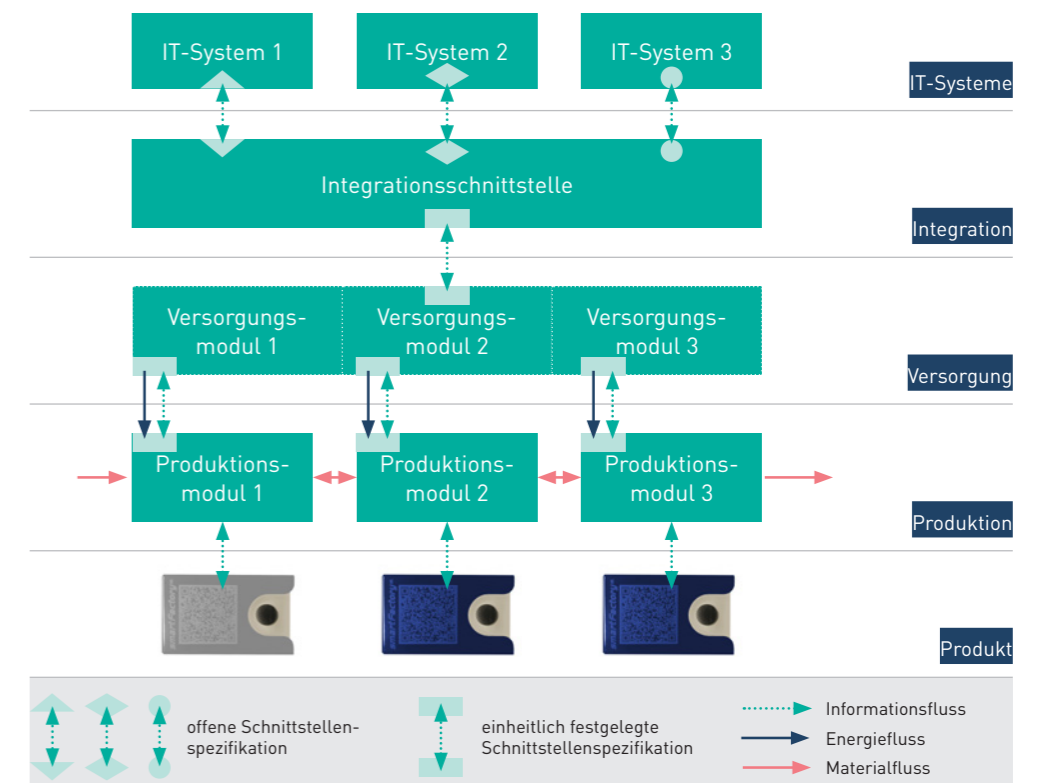 IT-System 1
IT-System 2
IT-System 3
IT-Systeme
Integrationsschnittstelle
Integration
Versorgungs-
modul 1
Versorgungs-
modul 2
Versorgungs-
modul 3
Versorgung
Produktions-
modul 1
Produktions-
modul 2
Produktions-
modul 3
Produktion
Produkt
offene Schnittstellen-
spezifikation
einheitlich festgelegte
Schnittstellenspezifikation
Informationsfluss
Energiefluss
Materialfluss